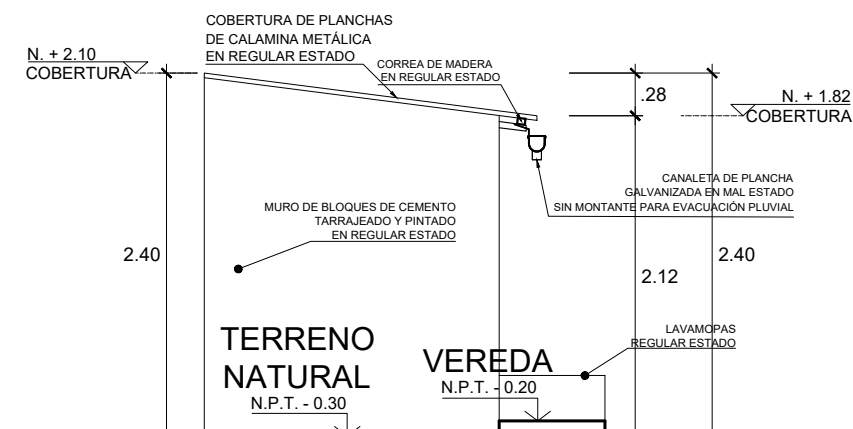 COBERTURA DE PLANCHAS
DE CALAMINA METÁLICA
EN REGULAR ESTADO
N. + 2.10
COBERTURA
CORREA DE MADERA
EN REGULAR ESTADO
.28
N. + 1.82
COBERTURA
CANALETA DE PLANCHA
GALVANIZADA EN MAL ESTADO
SIN MONTANTE PARA EVACUACIÓN PLUVIAL
MURO DE BLOQUES DE CEMENTO
TARRAJEADO Y PINTADO
EN REGULAR ESTADO
2.40
2.12
2.40
LAVAMOPAS
REGULAR ESTADO
TERRENO
NATURAL
N.P.T. - 0.30
VEREDA
N.P.T. - 0.20